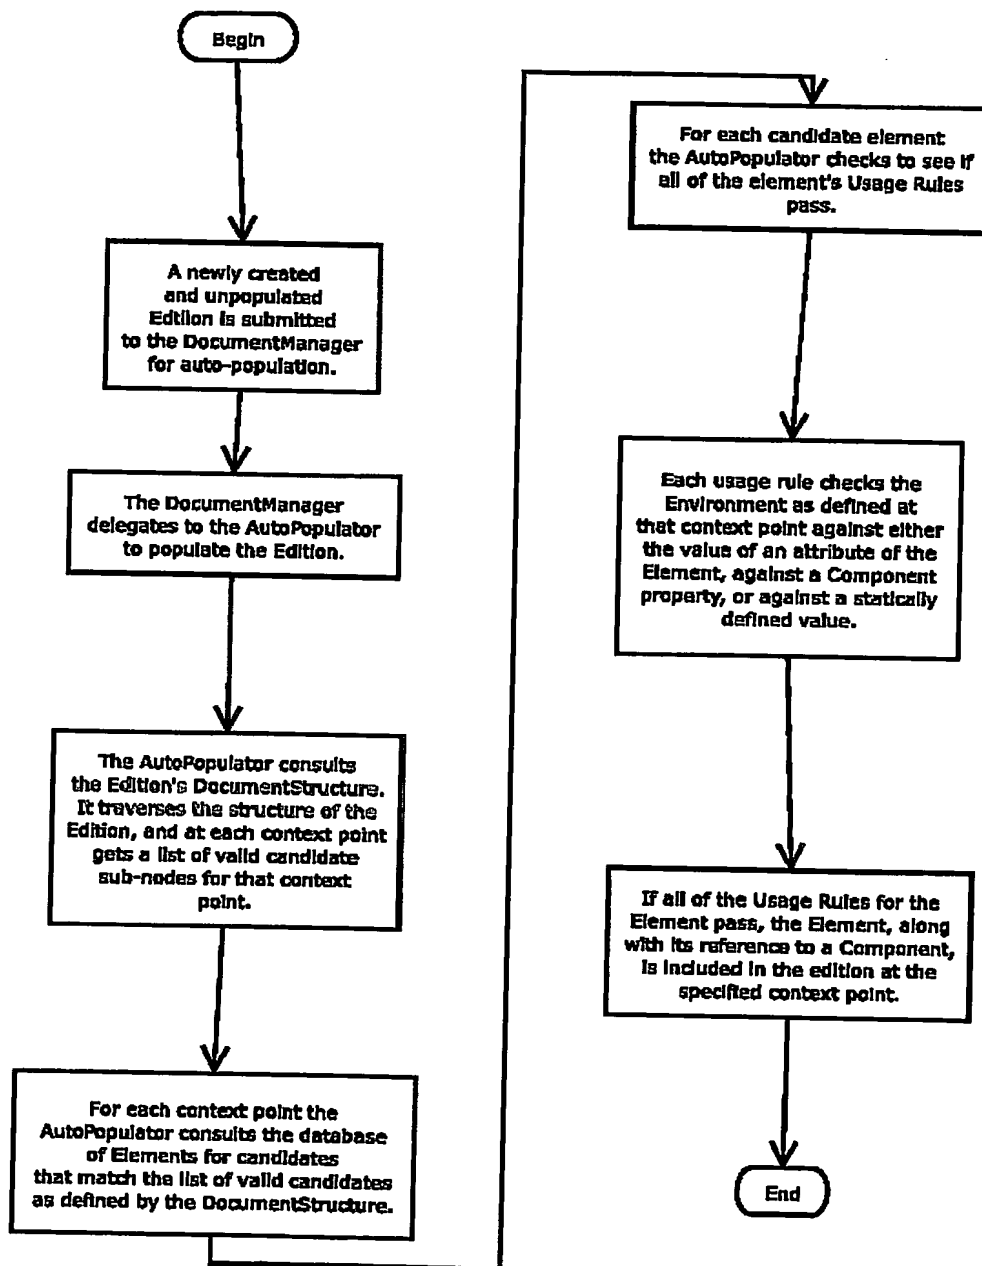 Begin
A newly created
and unpopulated
Edtiion is submitted
to the DocumentManager
for auto-population.
The DocumentManager
delegates to the AutoPopulator
to populate the Edition.
The AutoPopulator consults
the Edition's DocumentStructure.
It traverses the structure of the
Edition, and at each context point
gets a list of valid candidate
sub-nodes for that context
point.
For each context point the
AutoPopulator consults the database
of Elements for candidates
that match the list of valid candidates
as defined by the DocumentStructure.
For each candidate element
the AutoPopulator checks to see if
all of the element's Usage Rules
pass.
Each usage rule checks the
Environment as defined at
that context point against either
the value of an attribute of the
Element, against a Component
property, or against a statically
defined value.
If all of the Usage Rules for the
Element pass, the Element, along
with its reference to a Component,
is included in the edition at the
specified context point.
End